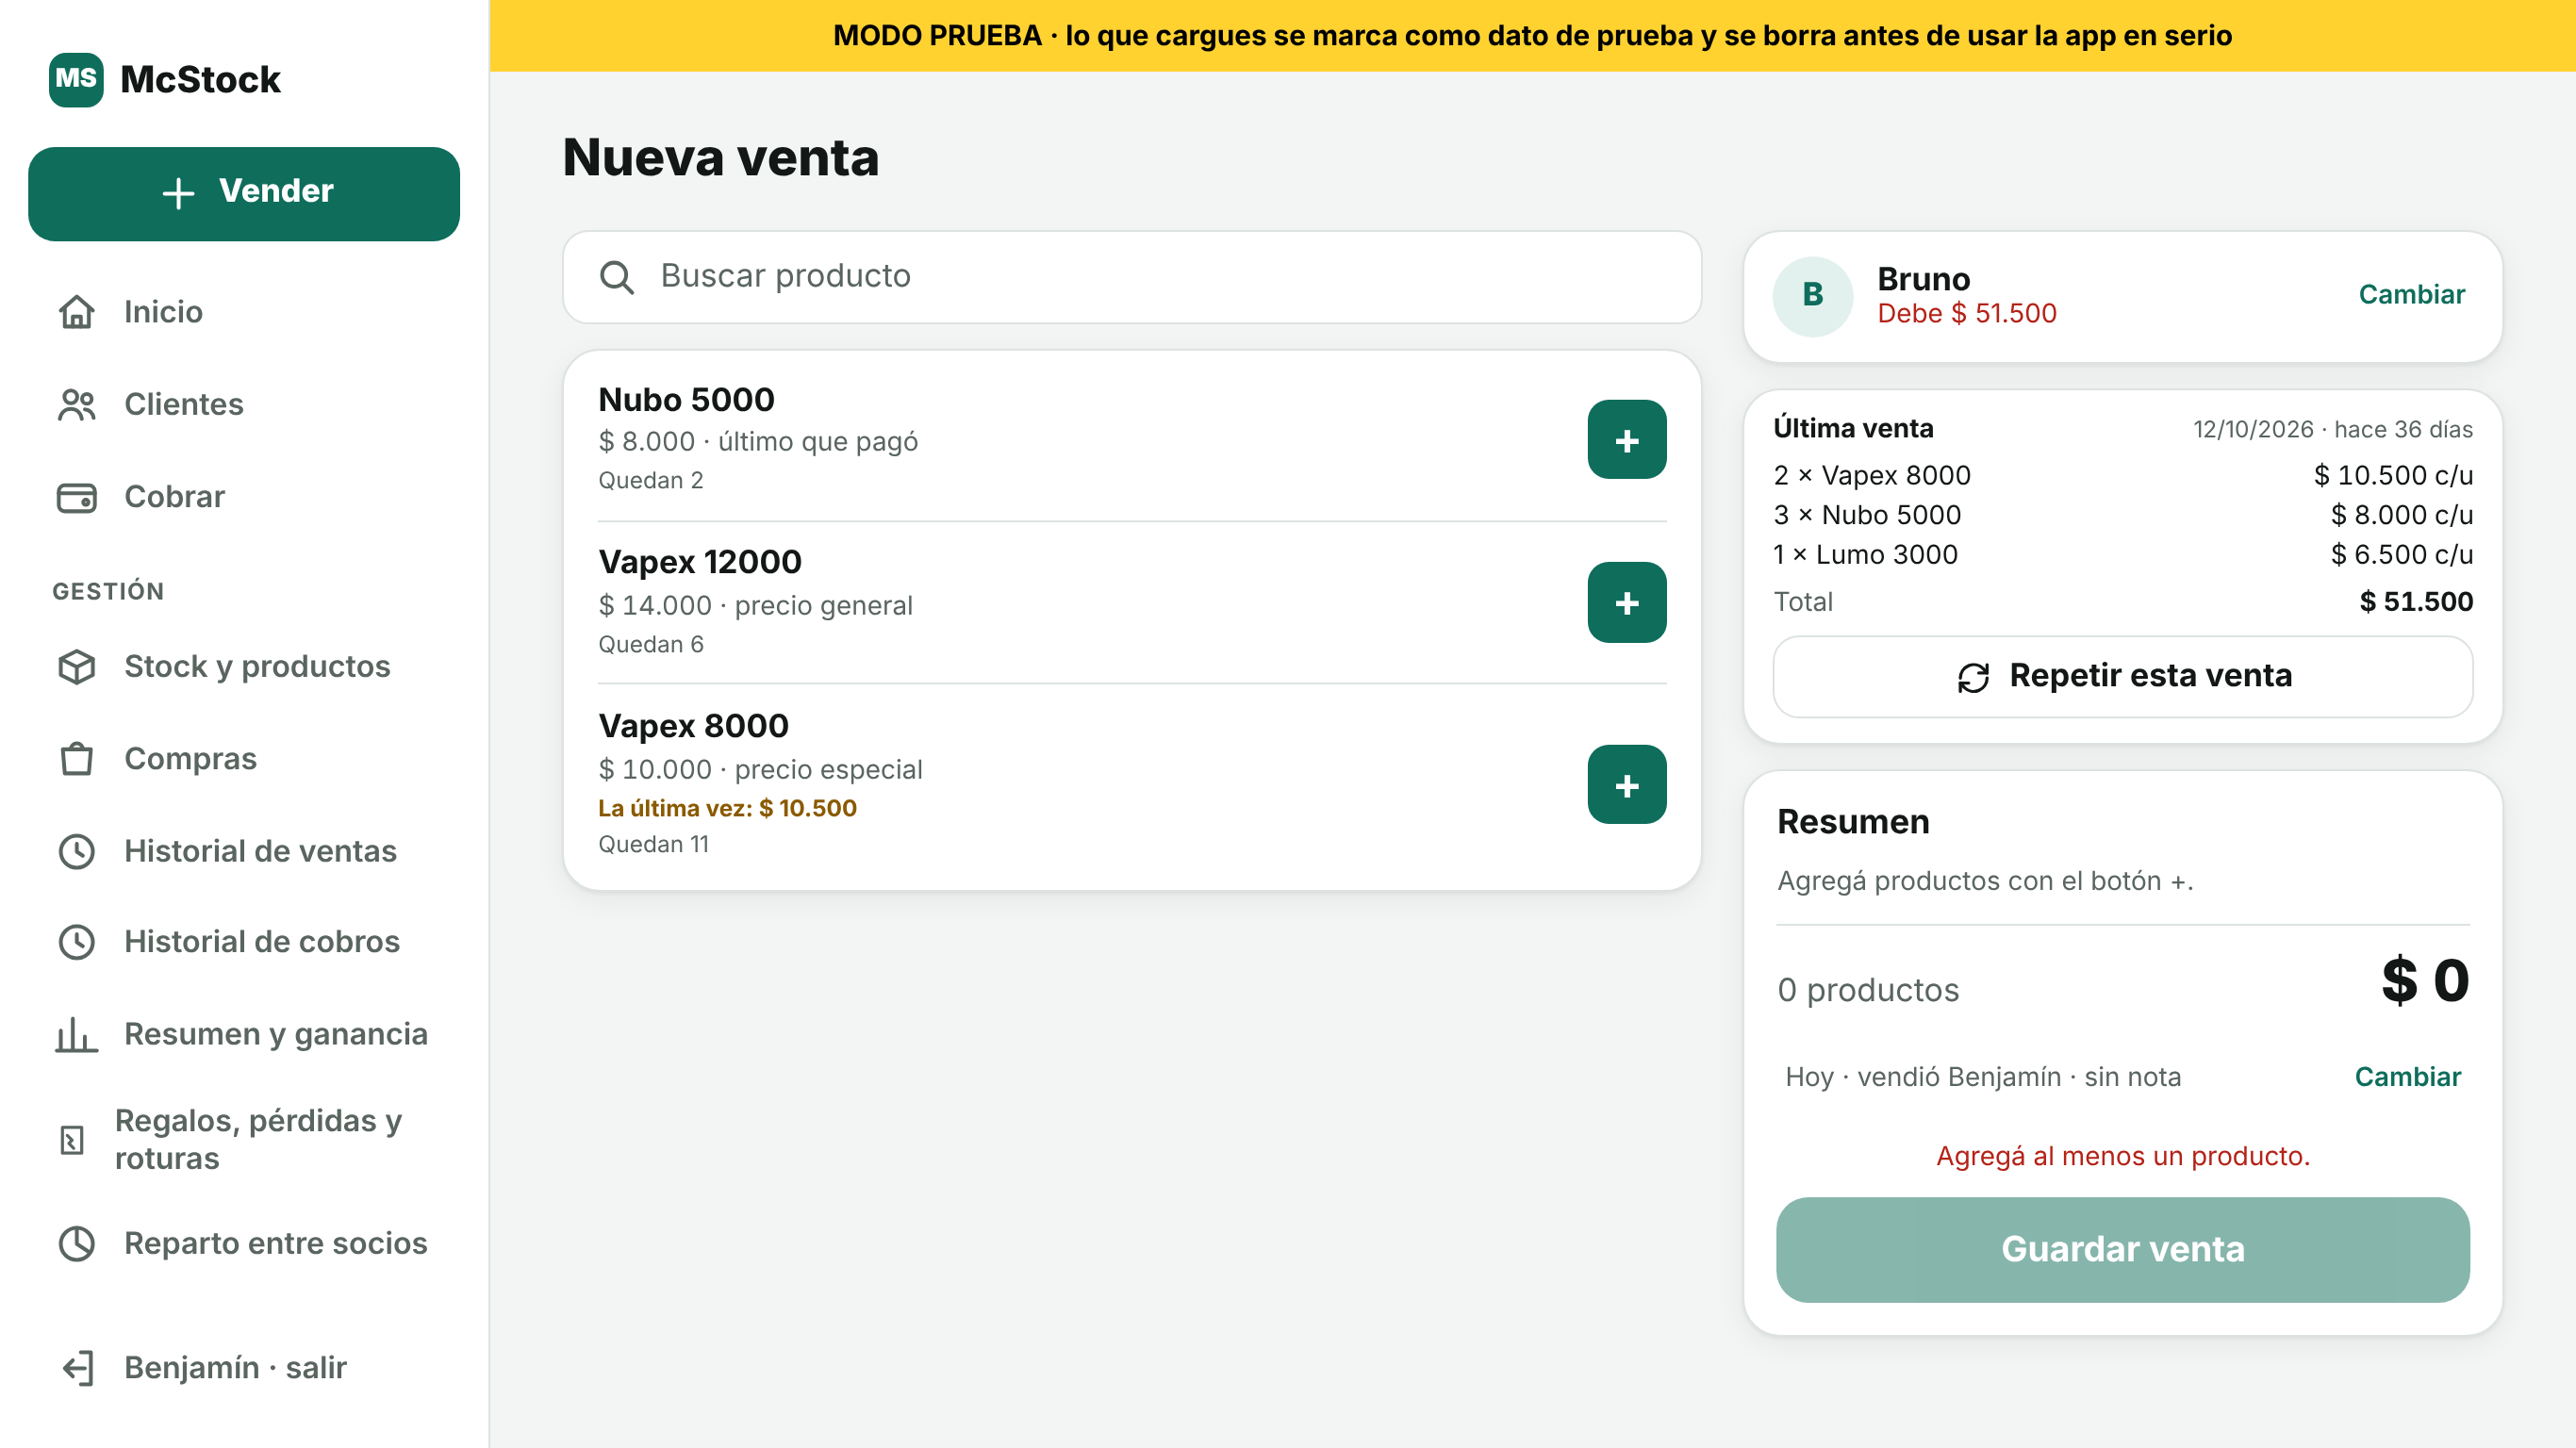 MS McStock
+ Vender
Inicio
Clientes
Cobrar
GESTIÓN
Stock y productos
Compras
Historial de ventas
Historial de cobros
Resumen y ganancia
Regalos, pérdidas y
roturas
Reparto entre socios
Benjamín · salir
MODO PRUEBA · lo que cargues se marca como dato de prueba y se borra antes de usar la app en serio
Nueva venta
Buscar producto
Nubo 5000
$ 8.000 · último que pagó
Quedan 2
+
Vapex 12000
$ 14.000 · precio general
Quedan 6
+
Vapex 8000
$ 10.000 · precio especial
La última vez: $ 10.500
Quedan 11
+
B
Bruno
Debe $ 51.500
Cambiar
Última venta 12/10/2026 · hace 36 días
2 × Vapex 8000 $ 10.500 c/u
3 × Nubo 5000 $ 8.000 c/u
1 × Lumo 3000 $ 6.500 c/u
Total $ 51.500
Repetir esta venta
Resumen
Agregá productos con el botón +.
0 productos $ 0
Hoy · vendió Benjamín · sin nota Cambiar
Agregá al menos un producto.
Guardar venta